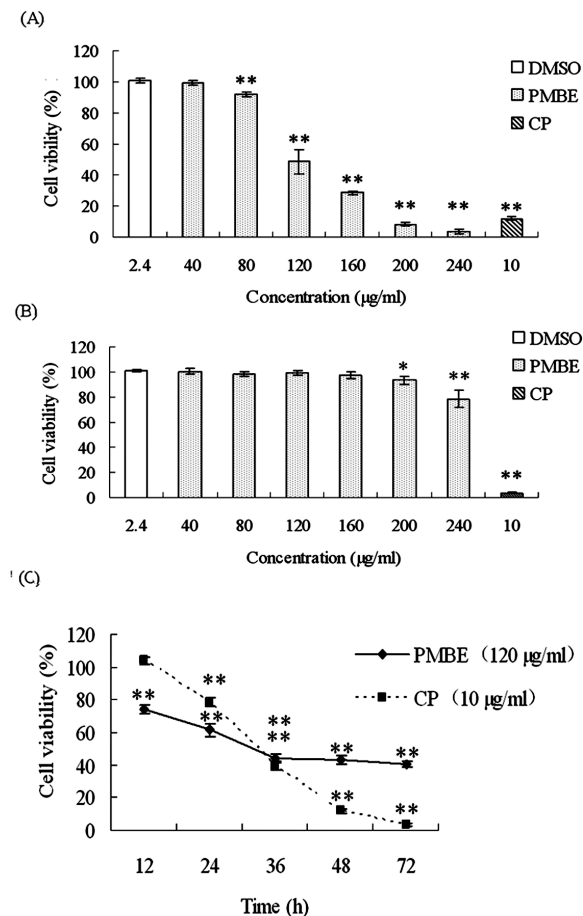 (A)
120
100
80
60
40
20
0
Cell vibility (%)
**
**
**
**
**
**
DMSO
PMBE
CP
2.4 40 80 120 160 200 240 10
Concentration (μg/ml)
(B)
120
100
80
60
40
20
0
Cell viability (%)
*
**
**
DMSO
PMBE
CP
2.4 40 80 120 160 200 240 10
Concentration (μg/ml)
(C)
120
100
80
60
40
20
0
Cell viability (%)
**
**
**
**
**
**
**
**
**
PMBE (120 μg/ml)
CP (10 μg/ml)
12 24 36 48 72
Time (h)